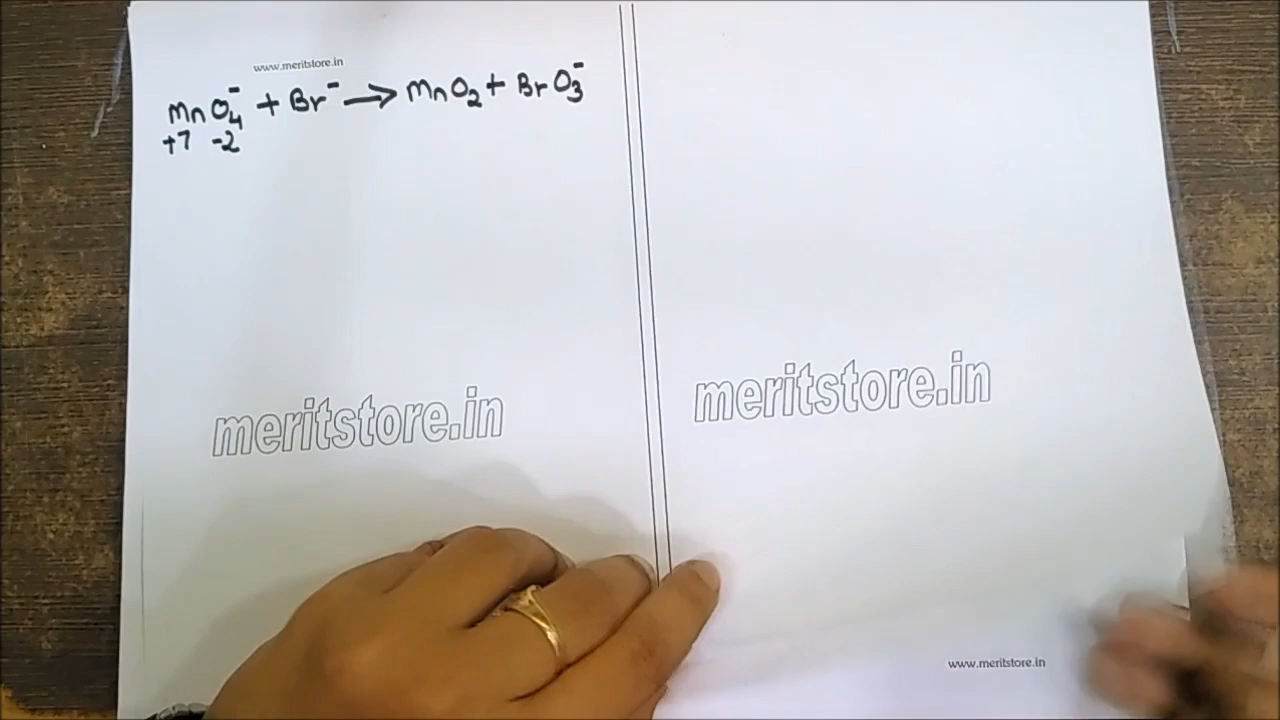 www.meritstore.in
MnO₄⁻ + Br⁻ ⟶ MnO₂ + BrO₃⁻
+7 -2
meritstore.in
meritstore.in
www.meritstore.in